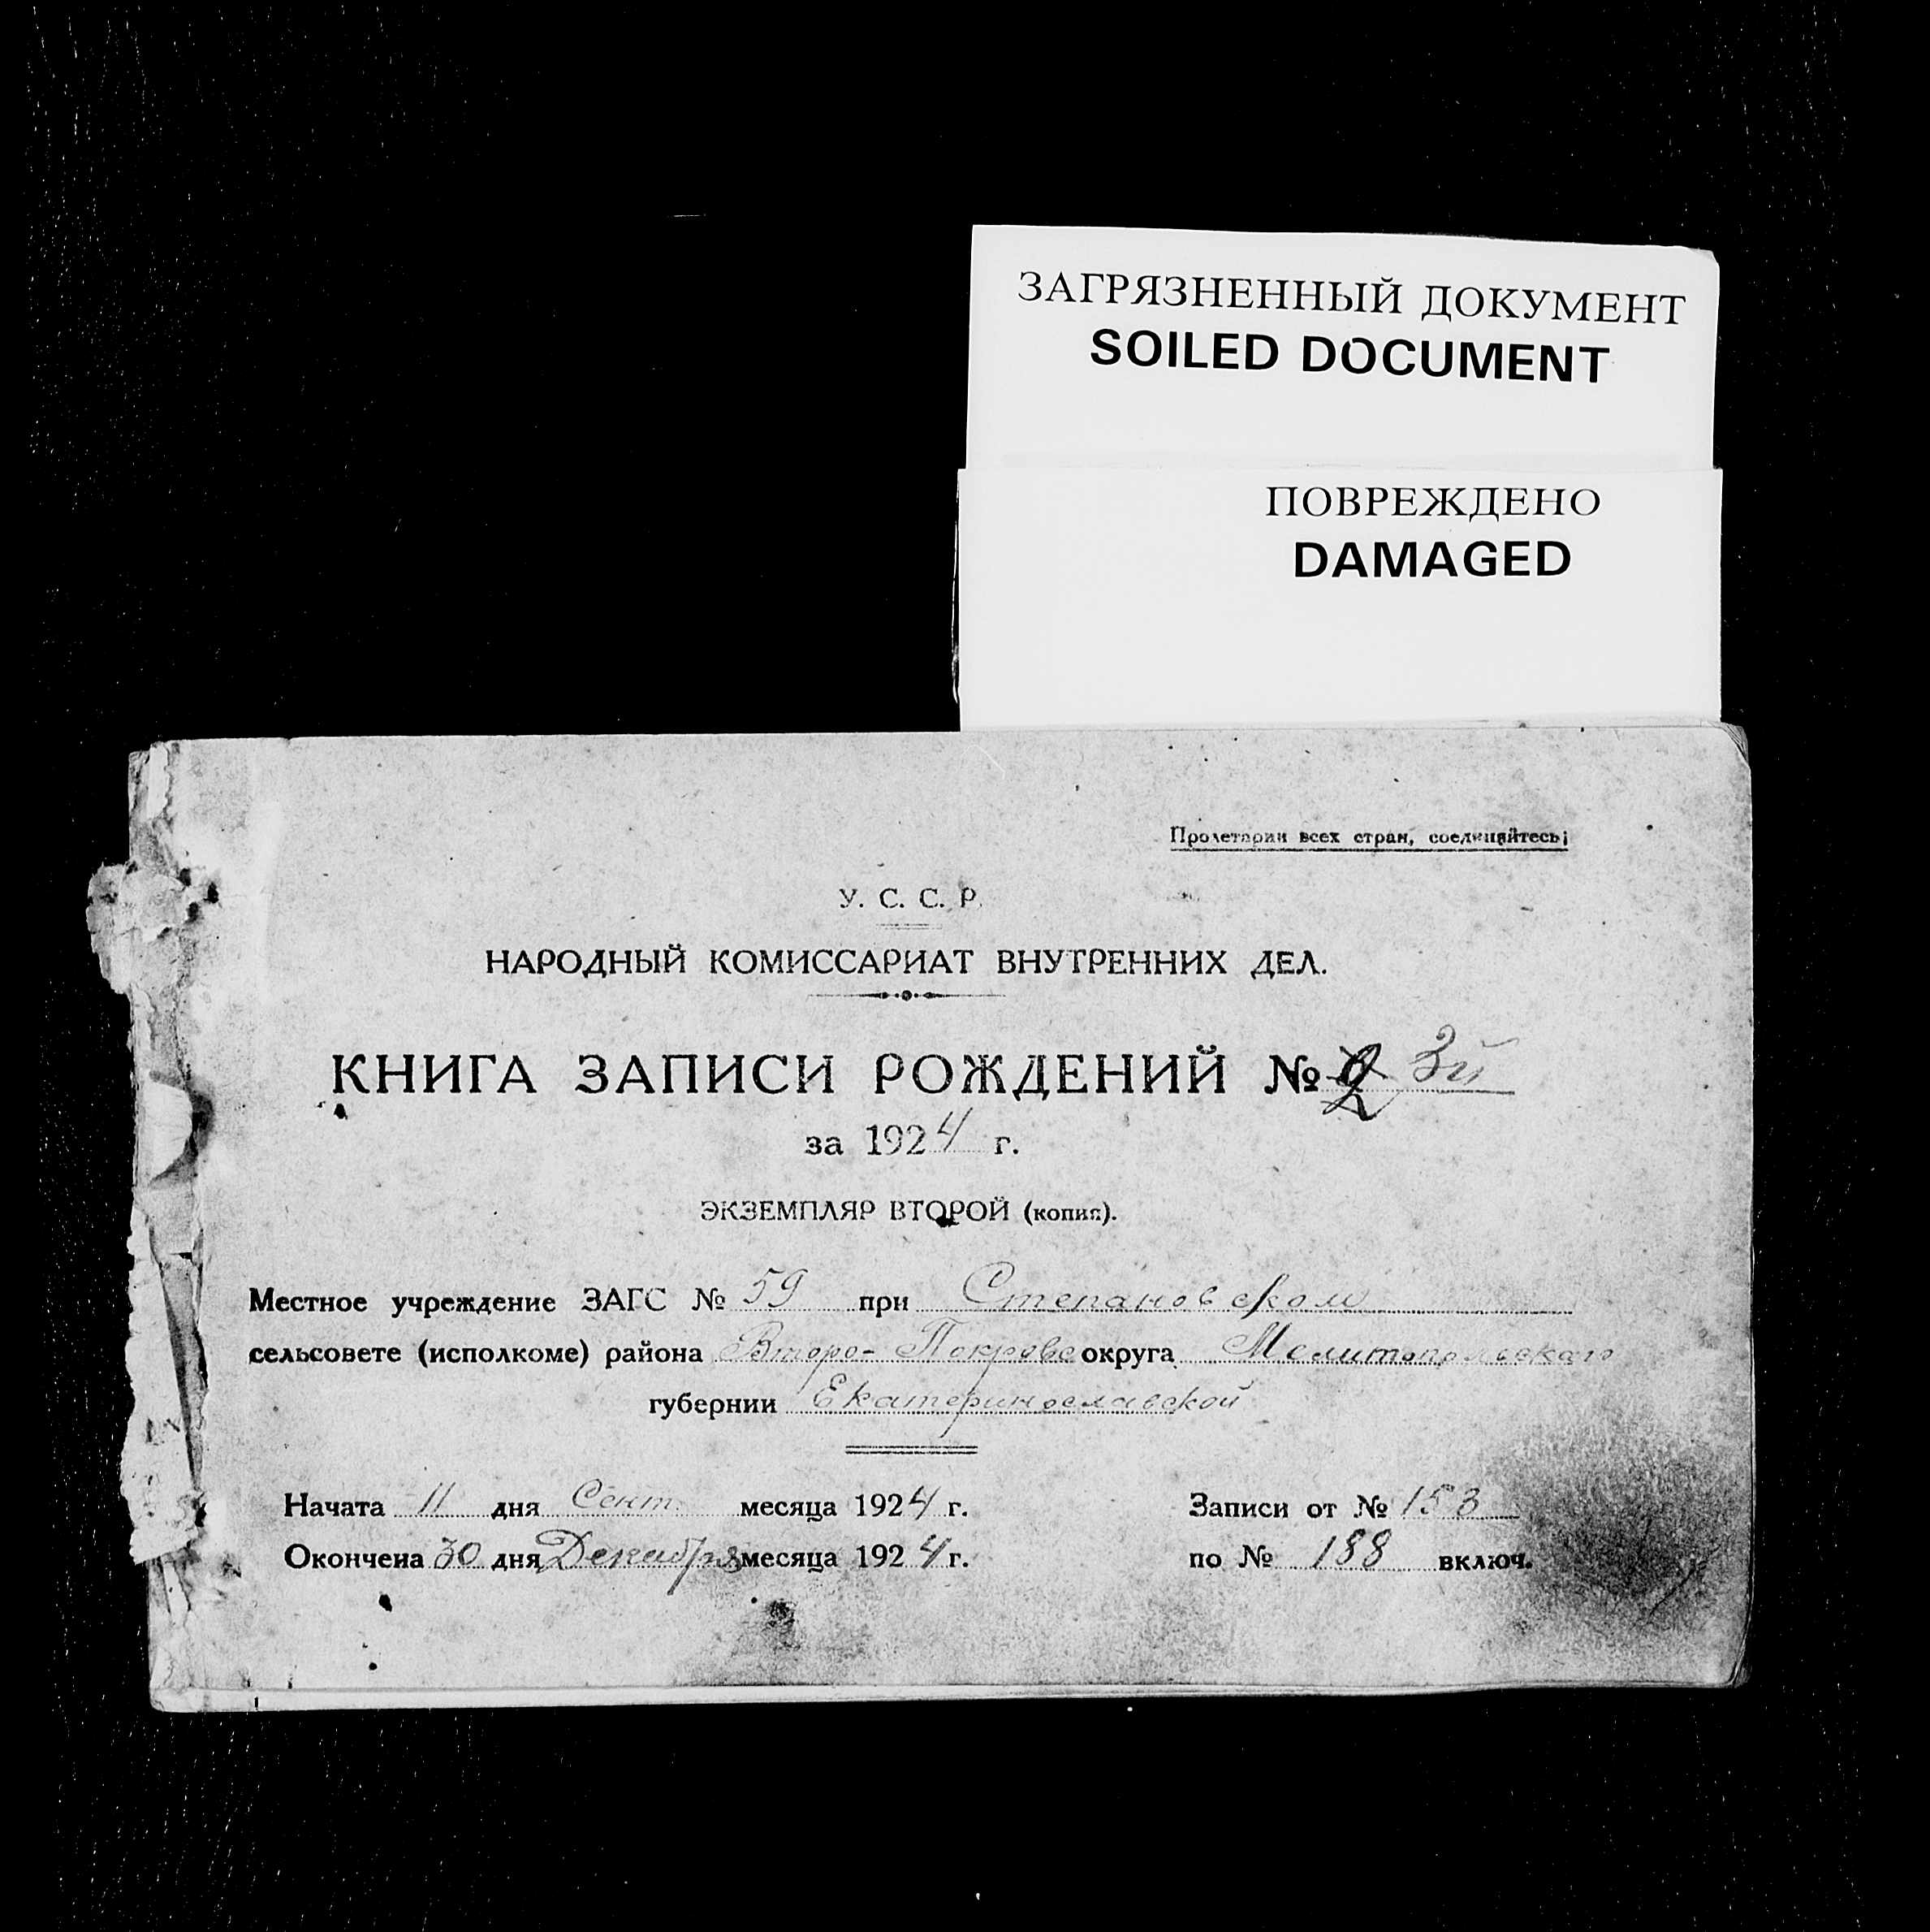 ЗАГРЯЗНЕННЫЙ ДОКУМЕНТ
SOILED DOCUMENT
ПОВРЕЖДЕНО
DAMAGED
Пролетарии всех стран, соединяйтесь!
У. С. С. Р.
НАРОДНЫЙ КОМИССАРИАТ ВНУТРЕННИХ ДЕЛ.
КНИГА ЗАПИСИ РОЖДЕНИЙ № 3й
за 1924 г.
ЭКЗЕМПЛЯР ВТОРОЙ (копия).
Местное учреждение ЗАГС № 59 при Степановском
сельсовете (исполкоме) района Второ-Покровс округа Мелитопольского
губернии Екатеринославской
Начата 11 дня Сент. месяца 1924 г. Записи от № 153
Окончена 30 дня Декабря месяца 1924 г. по № 188 включ.